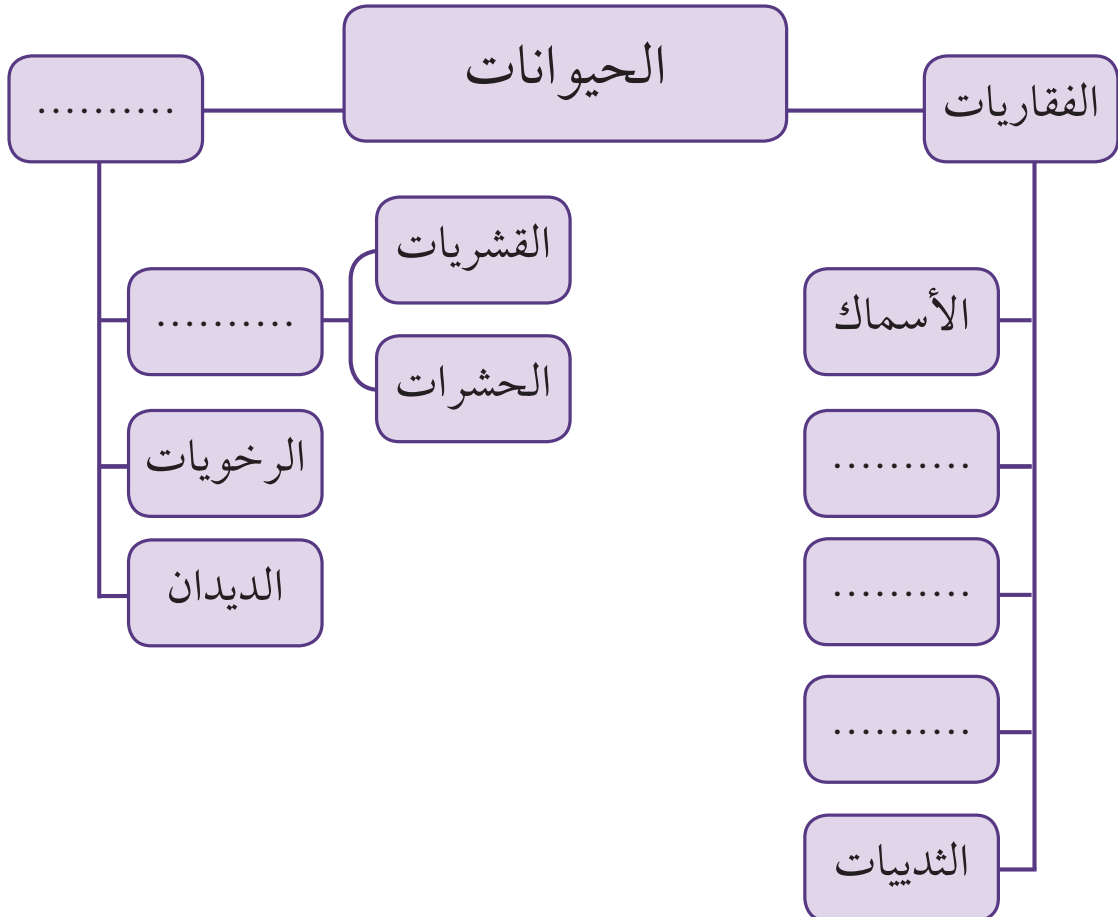 الحيوانات
الفقاريات
الأسماك
..........
..........
..........
الثدييات
..........
..........
القشريات
الحشرات
الرخويات
الديدان